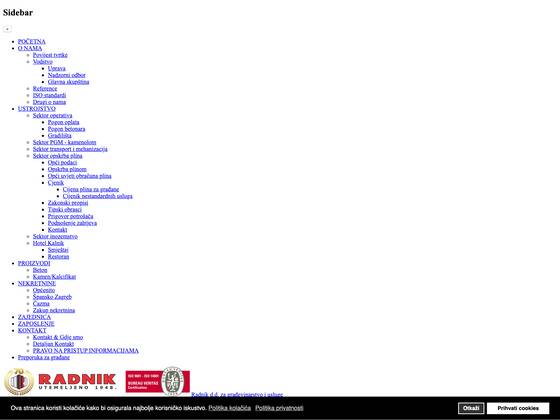 Sidebar
×
POČETNA
O NAMA
Povijest tvrtke
Vodstvo
Uprava
Nadzorni odbor
Glavna skupština
Reference
ISO standardi
Drugi o nama
USTROJSTVO
Sektor operativa
Pogon oplata
Pogon betonara
Gradilišta
Sektor PGM - kamenolom
Sektor transport i mehanizacija
Sektor opskrba plina
Opći podaci
Opskrba plinom
Opći uvjeti obračuna plina
Cjenik
Cijena plina za građane
Cijenik nestandardnih usluga
Zakonski propisi
Tipski obrasci
Prigovor potrošača
Podnošenje zahtjeva
Kontakt
Sektor inozemstvo
Hotel Kalnik
Smještaj
Restoran
PROIZVODI
Beton
Kamen/Kalcifikat
NEKRETNINE
Općenito
Špansko Zagreb
Čazma
Zakup nekretnina
ZAJEDNICA
ZAPOSLENJE
KONTAKT
Kontakt & Gdje smo
Detaljan Kontakt
PRAVO NA PRISTUP INFORMACIJAMA
Preporuka za građane
RADNIK
UTEMELJENO 1948.
ISO 9001 - ISO 14001
BUREAU VERITAS
Certification
Radnik d.d. za graditeljstvo i usluge
Ova stranica koristi kolačiće kako bi osigurala najbolje korisničko iskustvo. Politika kolačića Politika privatnosti
Otkaži
Prihvati cookies